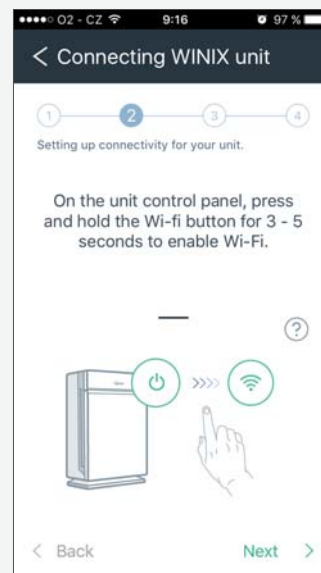 O2 - CZ 9:16 97 %
Connecting WINIX unit
1 2 3 4
Setting up connectivity for your unit.
On the unit control panel, press
and hold the Wi-fi button for 3 - 5
seconds to enable Wi-Fi.
?
< Back Next >